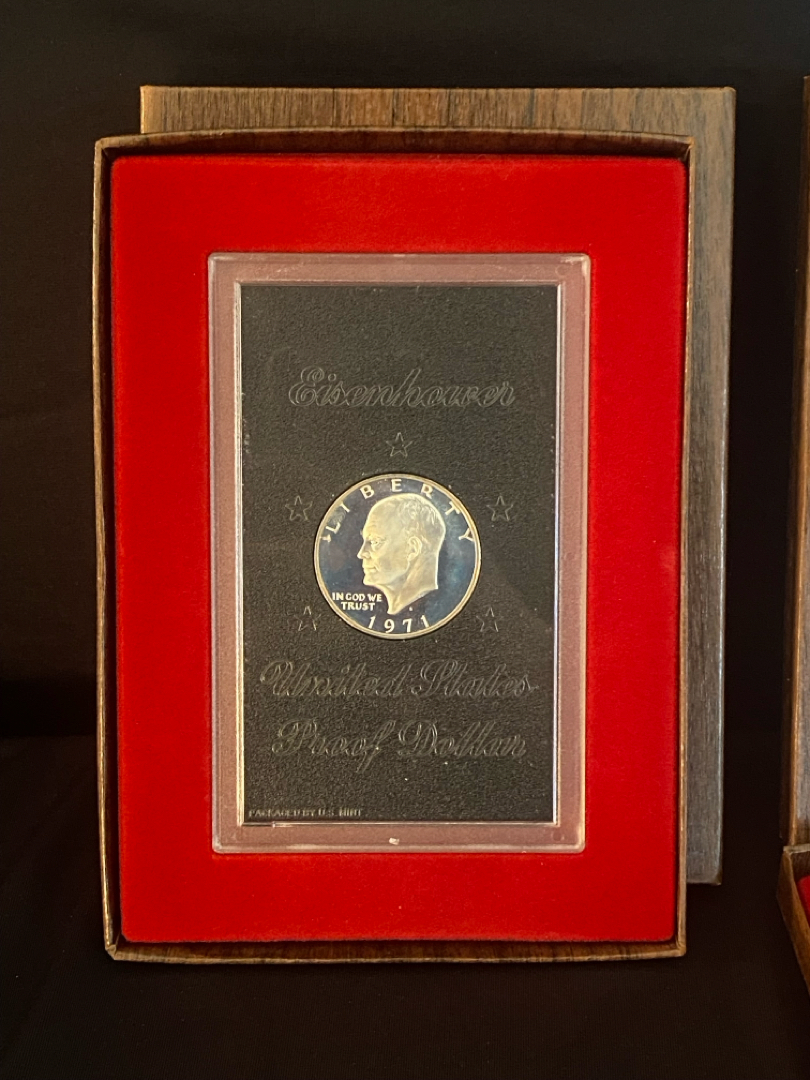 Eisenhower
LIBERTY
IN GOD WE
TRUST
1971
United States
Proof Dollar
PACKAGED BY U.S. MINT